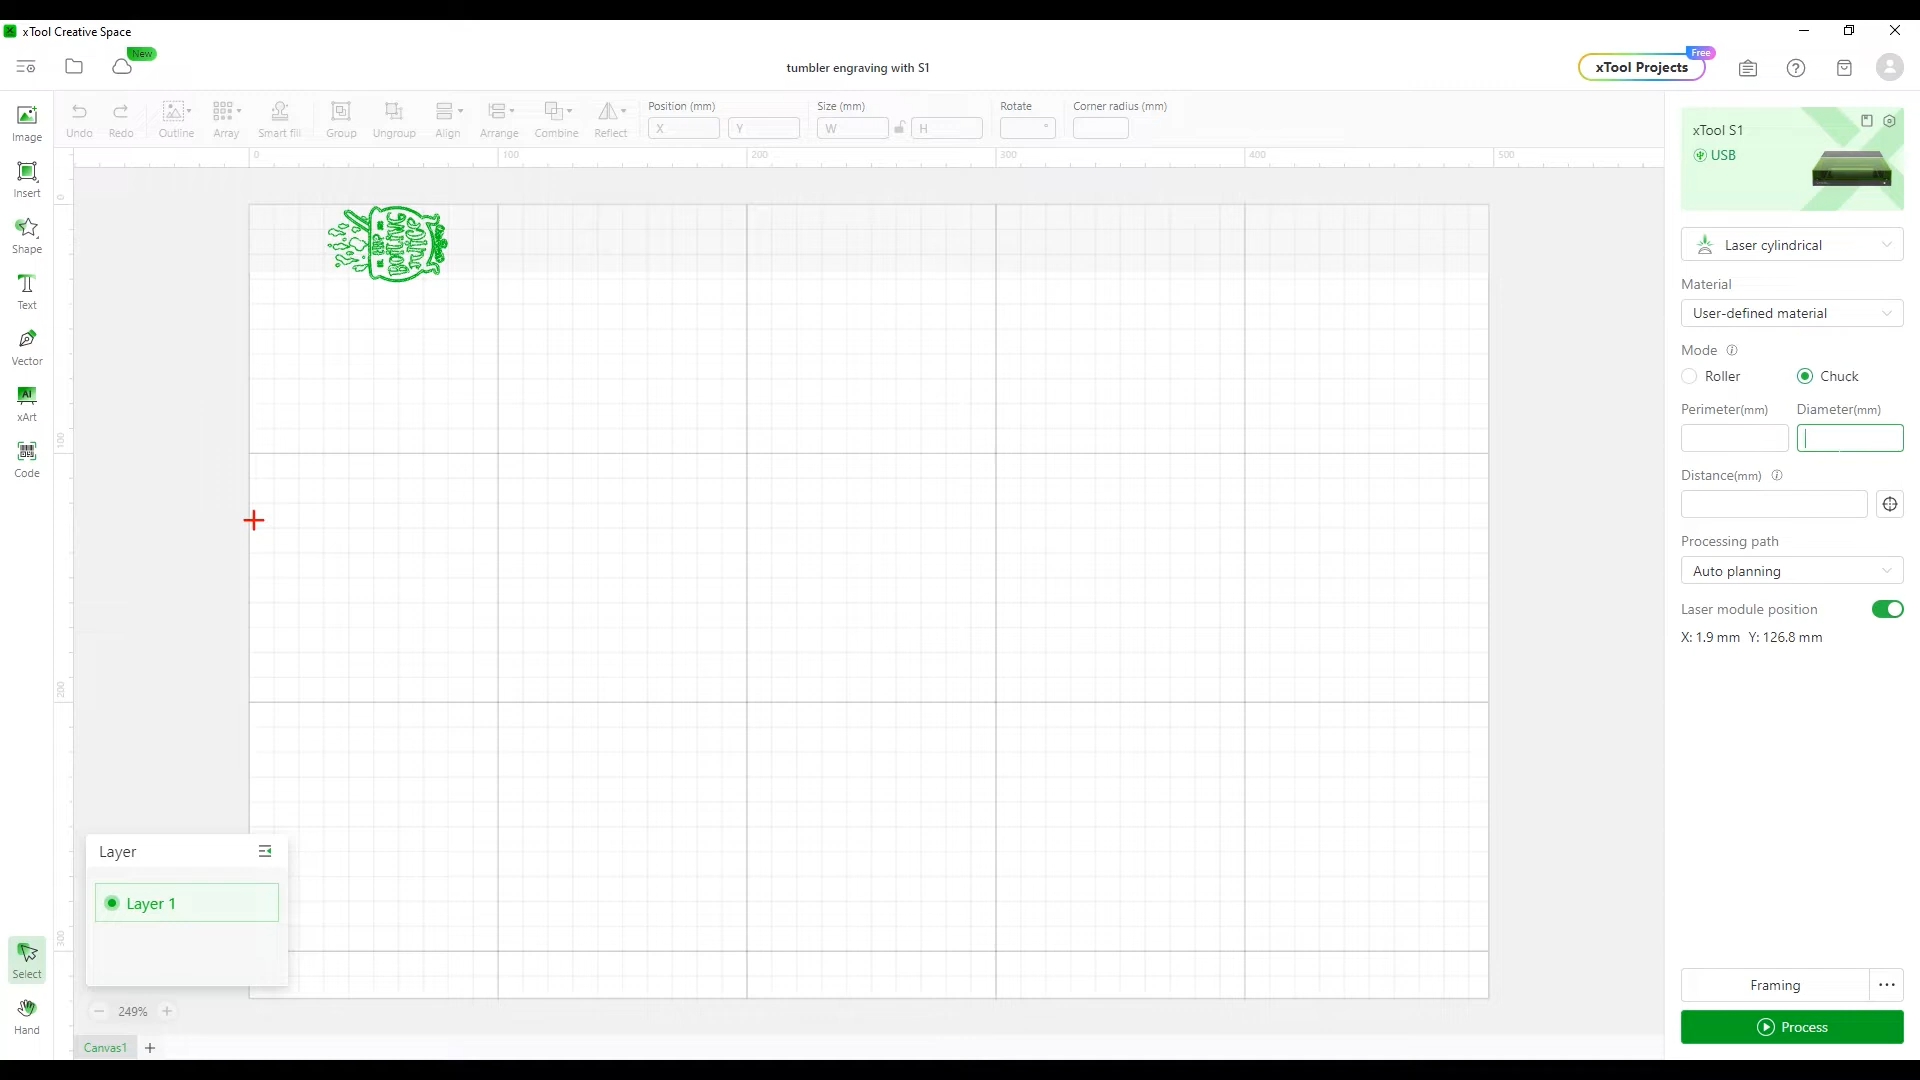 xTool Creative Space
New
tumbler engraving with S1
xTool Projects
Free
Image
Insert
Shape
Text
Vector
AI
xArt
Code
Select
Hand
Undo
Redo
Outline
Array
Smart fill
Group
Ungroup
Align
Arrange
Combine
Reflect
Position (mm)
X
Y
Size (mm)
W
H
Rotate
°
Corner radius (mm)
0
100
200
300
400
500
0
100
200
300
xTool S1
USB
Laser cylindrical
Material
User-defined material
Mode
Roller
Chuck
Perimeter(mm)
Diameter(mm)
Distance(mm)
Processing path
Auto planning
Laser module position
X: 1.9 mm Y: 126.8 mm
Layer
Layer 1
249%
Canvas1
Framing
Process